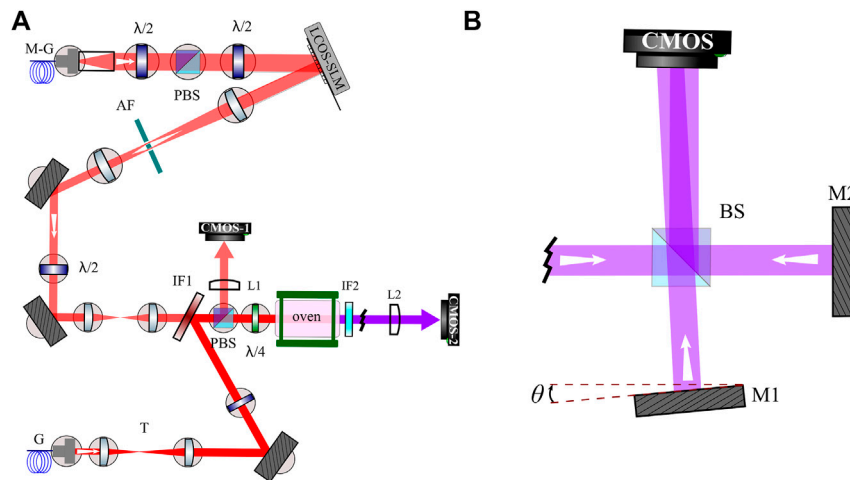 A
B
λ/2
λ/2
M-G
LCOS-SLM
PBS
AF
CMOS
M2
BS
CMOS-1
λ/2
IF1
L1
IF2
L2
oven
CMOS-2
PBS
λ/4
θ
M1
G
T